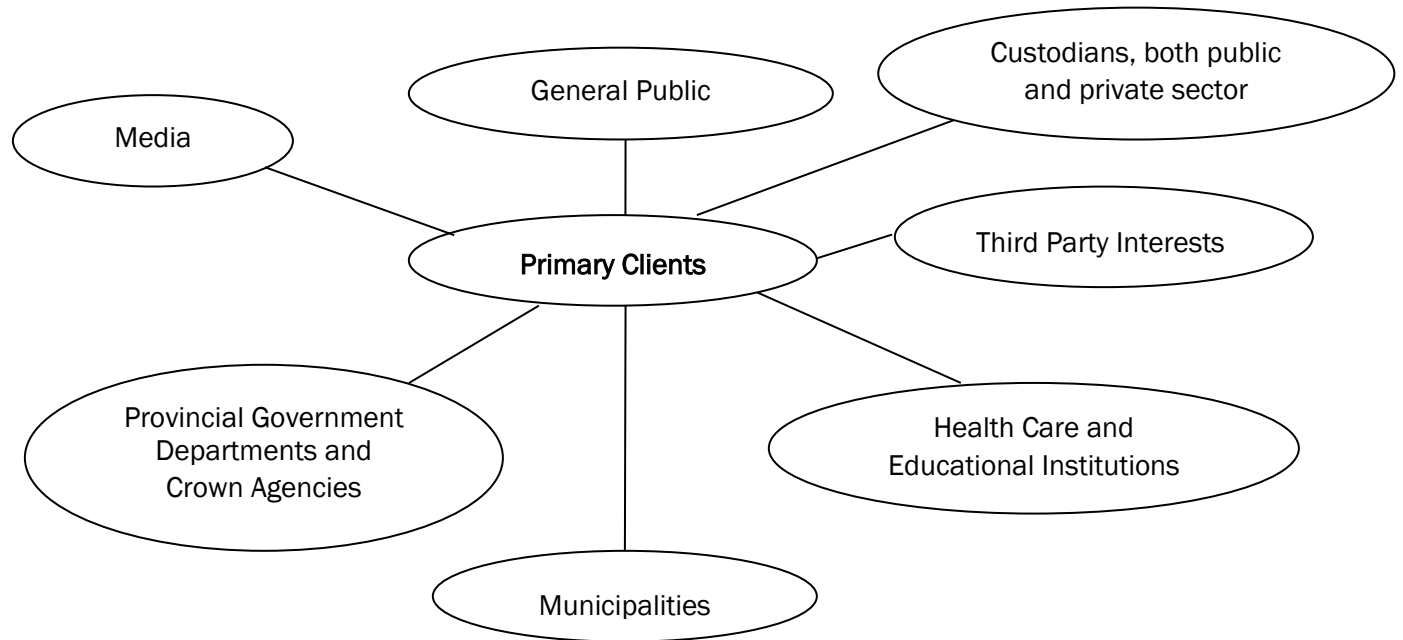 Custodians, both public
and private sector
General Public
Media
Third Party Interests
Primary Clients
Provincial Government
Departments and
Crown Agencies
Health Care and
Educational Institutions
Municipalities